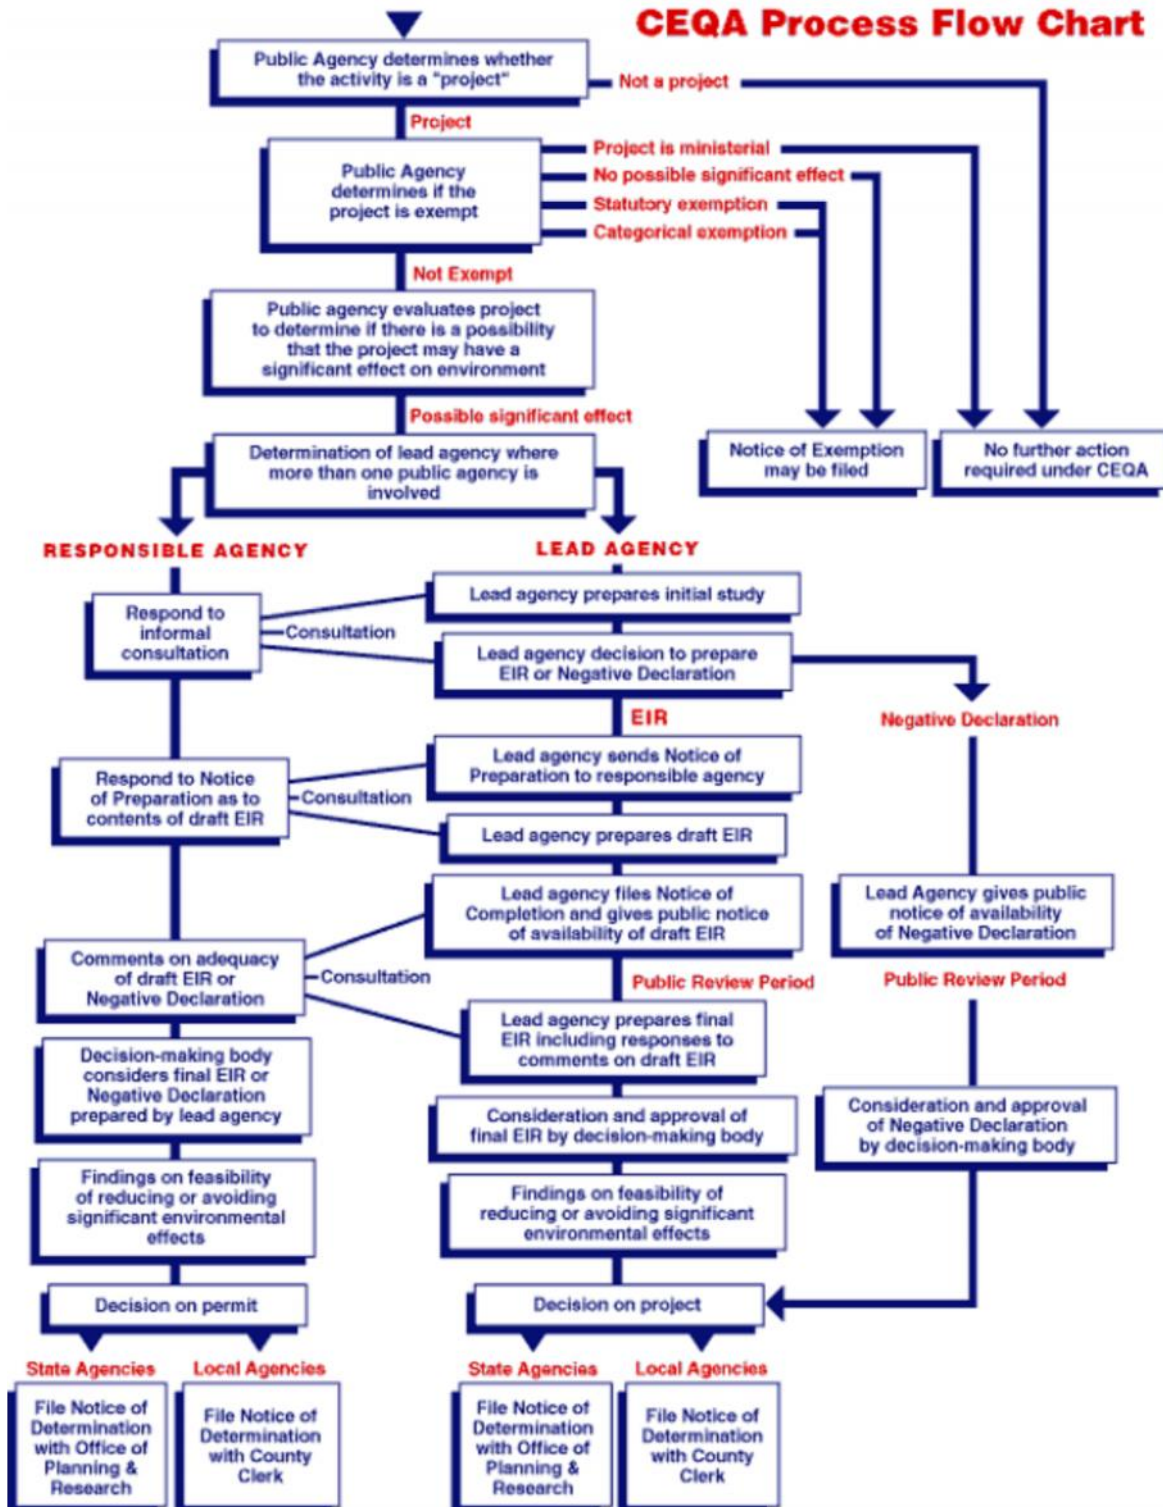 CEQA Process Flow Chart
Public Agency determines whether
the activity is a "project"
Not a project
Project
Public Agency
determines if the
project is exempt
Project is ministerial
No possible significant effect
Statutory exemption
Categorical exemption
Not Exempt
Public agency evaluates project
to determine if there is a possibility
that the project may have a
significant effect on environment
Possible significant effect
Determination of lead agency where
more than one public agency is
involved
Notice of Exemption
may be filed
No further action
required under CEQA
RESPONSIBLE AGENCY
LEAD AGENCY
Respond to
informal
consultation
Consultation
Lead agency prepares initial study
Lead agency decision to prepare
EIR or Negative Declaration
EIR
Negative Declaration
Respond to Notice
of Preparation as to
contents of draft EIR
Consultation
Lead agency sends Notice of
Preparation to responsible agency
Lead agency prepares draft EIR
Lead agency files Notice of
Completion and gives public notice
of availability of draft EIR
Lead Agency gives public
notice of availability
of Negative Declaration
Comments on adequacy
of draft EIR or
Negative Declaration
Consultation
Public Review Period
Public Review Period
Lead agency prepares final
EIR including responses to
comments on draft EIR
Decision-making body
considers final EIR or
Negative Declaration
prepared by lead agency
Consideration and approval of
final EIR by decision-making body
Consideration and approval
of Negative Declaration
by decision-making body
Findings on feasibility
of reducing or avoiding
significant environmental
effects
Findings on feasibility of
reducing or avoiding significant
environmental effects
Decision on permit
Decision on project
State Agencies
Local Agencies
State Agencies
Local Agencies
File Notice of
Determination
with Office of
Planning &
Research
File Notice of
Determination
with County
Clerk
File Notice of
Determination
with Office of
Planning &
Research
File Notice of
Determination
with County
Clerk